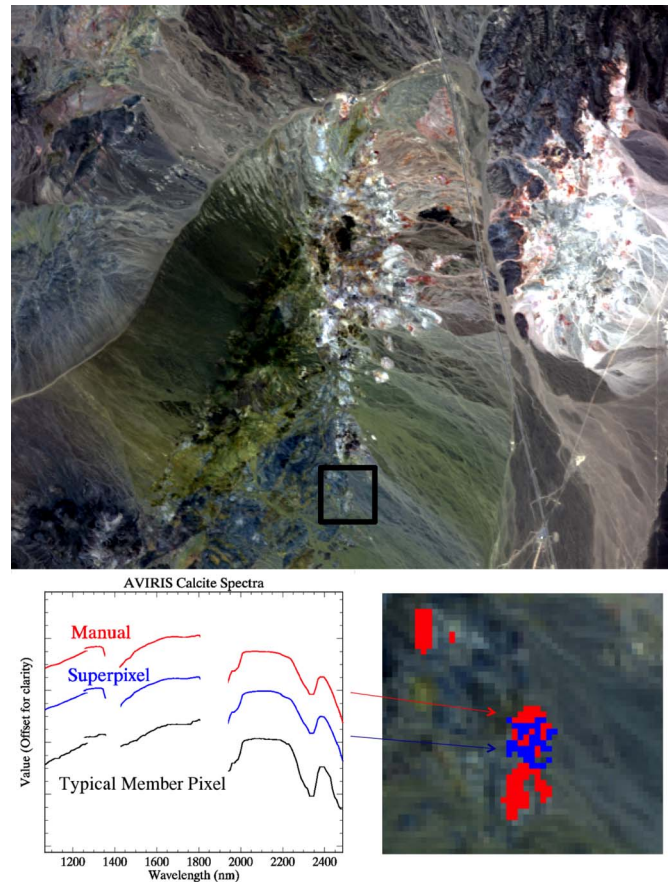 AVIRIS Calcite Spectra
Manual
Superpixel
Typical Member Pixel
Value (Offset for clarity)
1200 1400 1600 1800 2000 2200 2400
Wavelength (nm)